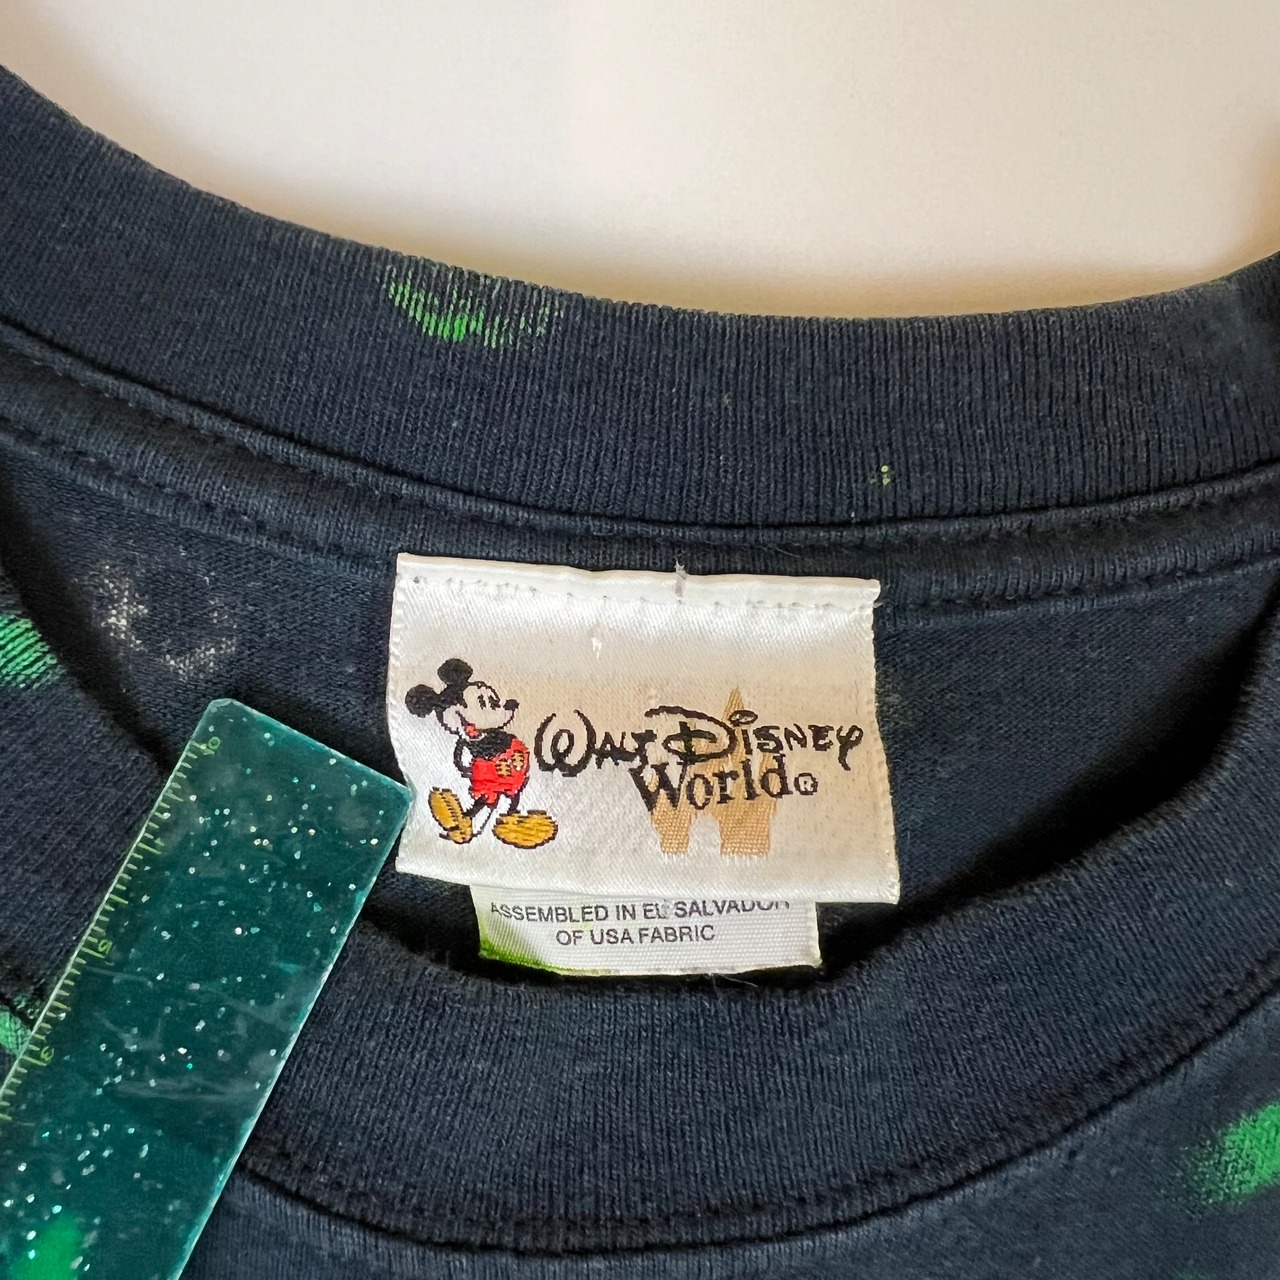 WALT DISNEY
World®
ASSEMBLED IN EL SALVADOR
OF USA FABRIC